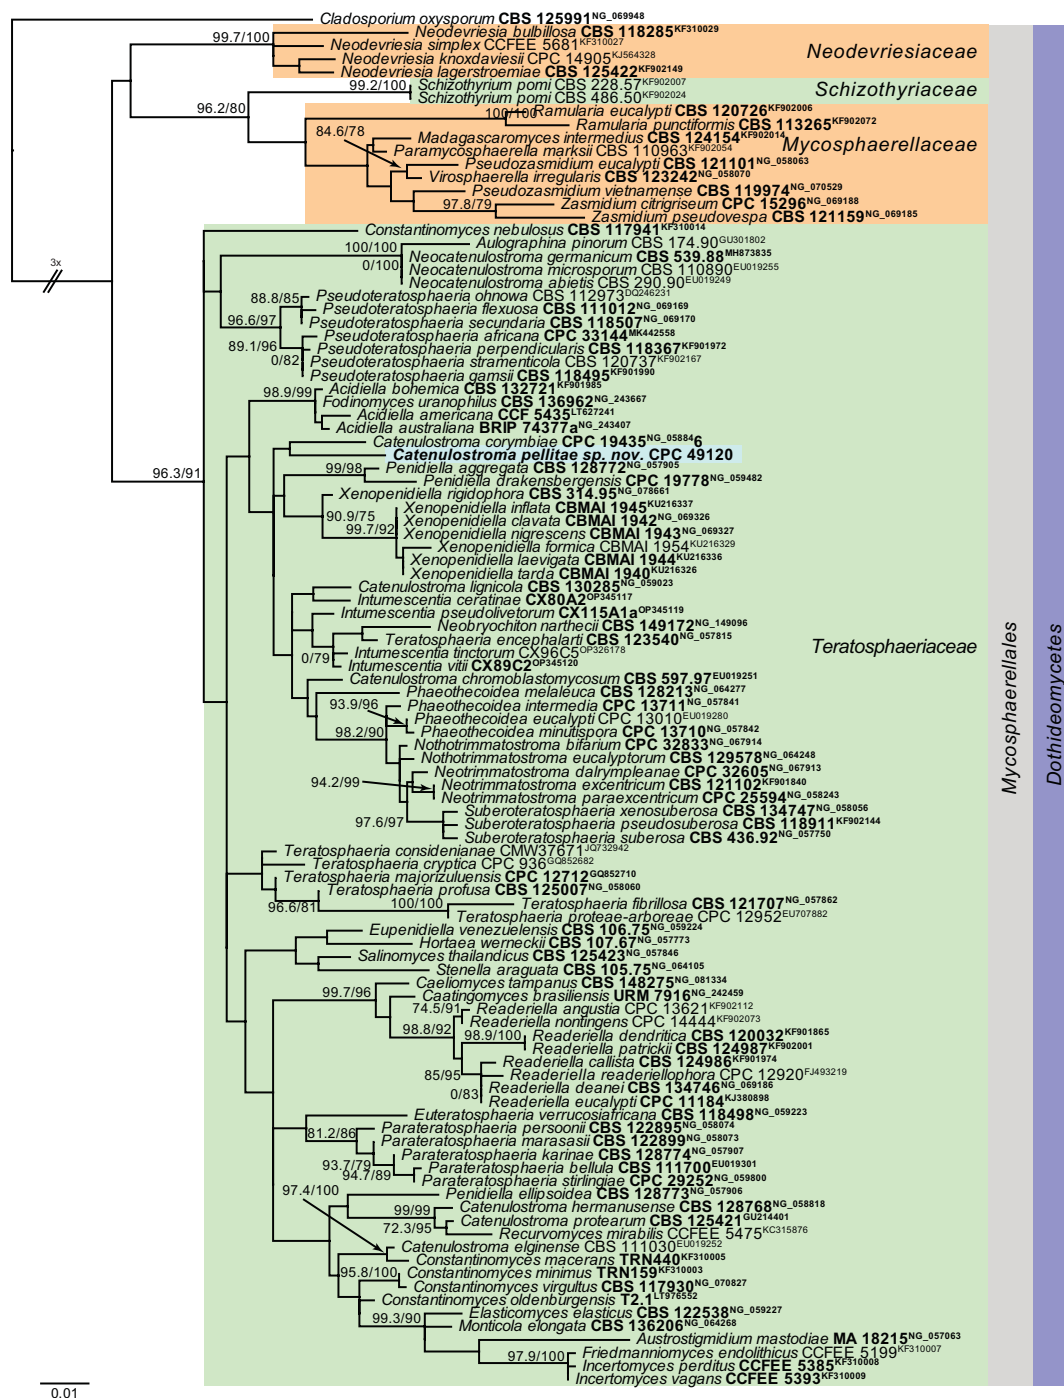 Cladosporium oxysporum CBS 125991 NG_069948
99.7/100
Neodevriesia bulbillosa CBS 118285 KF310029
Neodevriesia simplex CCFEE 5681 KF310027
Neodevriesia knoxdaviesii CPC 14905 KJ564328
Neodevriesia lagerstroemiae CBS 125422 KF902149
Neodevriesiaceae
99.2/100
Schizothyrium pomi CBS 228.57 KF902007
Schizothyrium pomi CBS 486.50 KF902024
Schizothyriaceae
96.2/80
100/100
Ramularia eucalypti CBS 120726 KF902006
Ramularia punctiformis CBS 113265 KF902072
84.6/78
Madagascaromyces intermedius CBS 124154 KF902014
Paramycosphaerella marksii CBS 110963 KF902054
Mycosphaerellaceae
Pseudozasmidium eucalypti CBS 121101 NG_058063
Virosphaerella irregularis CBS 123242 NG_058070
Pseudozasmidium vietnamense CBS 119974 NG_070529
97.8/79
Zasmidium citrigriseum CPC 15296 NG_069188
Zasmidium pseudovespa CBS 121159 NG_069185
Constantinomyces nebulosus CBS 117941 KF310014
100/100
Aulographina pinorum CBS 174.90 GU301802
Neocatenulostroma germanicum CBS 539.88 MH873835
0/100
Neocatenulostroma microsporum CBS 110890 EU019255
Neocatenulostroma abietis CBS 290.90 EU019249
3x
88.8/85
Pseudoteratosphaeria ohnowa CBS 112973 DQ246231
Pseudoteratosphaeria flexuosa CBS 111012 NG_069169
96.6/97
Pseudoteratosphaeria secundaria CBS 118507 NG_069170
Pseudoteratosphaeria africana CPC 33144 MK442558
89.1/96
Pseudoteratosphaeria perpendicularis CBS 118367 KF901972
0/82
Pseudoteratosphaeria stramenticola CBS 120737 KF902167
Pseudoteratosphaeria gamsii CBS 118495 KF901990
98.9/99
Acidiella bohemica CBS 132721 KF901985
Fodinomyces uranophilus CBS 136962 NG_243667
Acidiella americana CCF 5435 LT627241
Acidiella australiana BRIP 74377a NG_243407
Catenulostroma corymbiae CPC 19435 NG_058846
Catenulostroma pellitae sp. nov. CPC 49120
96.3/91
99/98
Penidiella aggregata CBS 128772 NG_057905
Penidiella drakensbergensis CPC 19778 NG_059482
Xenopenidiella rigidophora CBS 314.95 NG_078661
Xenopenidiella inflata CBMAI 1945 KU216337
90.9/75
Xenopenidiella clavata CBMAI 1942 NG_069326
99.7/92
Xenopenidiella nigrescens CBMAI 1943 NG_069327
Xenopenidiella formica CBMAI 1954 KU216329
Xenopenidiella laevigata CBMAI 1944 KU216336
Xenopenidiella tarda CBMAI 1940 KU216326
Catenulostroma lignicola CBS 130285 NG_059023
Intumescentia ceratinae CX80A2 OP345117
Intumescentia pseudolivetorum CX115A1a OP345119
Neobryochiton narthecii CBS 149172 NG_149096
Teratosphaeria encephalarti CBS 123540 NG_057815
0/79
Intumescentia tinctorum CX96C5 OP326178
Intumescentia vitii CX89C2 OP345120
Teratosphaeriaceae
Catenulostroma chromoblastomycosum CBS 597.97 EU019251
Phaeothecoidea melaleuca CBS 128213 NG_064277
93.9/96
Phaeothecoidea intermedia CPC 13711 NG_057841
Phaeothecoidea eucalypti CPC 13010 EU019280
98.2/90
Phaeothecoidea minutispora CPC 13710 NG_057842
Nothotrimmatostroma bifarium CPC 32833 NG_067914
Nothotrimmatostroma eucalyptorum CBS 129578 NG_064248
Neotrimmatostroma dalrympleanae CPC 32605 NG_067913
94.2/99
Neotrimmatostroma excentricum CBS 121102 KF901840
Neotrimmatostroma paraexcentricum CPC 25594 NG_058243
Suberoteratosphaeria xenosuberosa CBS 134747 NG_058056
97.6/97
Suberoteratosphaeria pseudosuberosa CBS 118911 KF902144
Suberoteratosphaeria suberosa CBS 436.92 NG_057750
Teratosphaeria considenianae CMW37671 JQ732942
Teratosphaeria cryptica CPC 936 GQ852682
Teratosphaeria majorizuluensis CPC 12712 GQ852710
Teratosphaeria profusa CBS 125007 NG_058060
96.6/81
100/100
Teratosphaeria fibrillosa CBS 121707 NG_057862
Teratosphaeria proteae-arboreae CPC 12952 EU707882
Eupenidiella venezuelensis CBS 106.75 NG_059224
Hortaea werneckii CBS 107.67 NG_057773
Salinomyces thailandicus CBS 125423 NG_057846
Stenella araguata CBS 105.75 NG_064105
99.7/96
Caeliomyces tampanus CBS 148275 NG_081334
Caatingomyces brasiliensis URM 7916 NG_242459
74.5/91
Readeriella angustia CPC 13621 KF902112
Readeriella nontingens CPC 14444 KF902073
98.8/92
98.9/100
Readeriella dendritica CBS 120032 KF901865
Readeriella patrickii CBS 124987 KF902001
Readeriella callista CBS 124986 KF901974
85/95
Readeriella readeriellophora CPC 12920 FJ493219
Readeriella deanei CBS 134746 NG_069186
0/83
Readeriella eucalypti CPC 11184 KJ380898
Euteratosphaeria verrucosiafricana CBS 118498 NG_059223
81.2/86
Parateratosphaeria persoonii CBS 122895 NG_058074
Parateratosphaeria marasasii CBS 122899 NG_058073
Parateratosphaeria karinae CBS 128774 NG_057907
93.7/79
Parateratosphaeria bellula CBS 111700 EU019301
94.7/89
Parateratosphaeria stirlingiae CPC 29252 NG_059800
97.4/100
Penidiella ellipsoidea CBS 128773 NG_057906
99/99
Catenulostroma hermanusense CBS 128768 NG_058818
Catenulostroma protearum CBS 125421 GU214401
72.3/95
Recurvomyces mirabilis CCFEE 5475 KC315876
Catenulostroma elginense CBS 111030 EU019252
Constantinomyces macerans TRN440 KF310005
95.8/100
Constantinomyces minimus TRN159 KF310003
Constantinomyces virgultus CBS 117930 NG_070827
Constantinomyces oldenburgensis T2.1 LT976552
Elasticomyces elasticus CBS 122538 NG_059227
99.3/90
Monticola elongata CBS 136206 NG_064268
Austrostigmidium mastodiae MA 18215 NG_057063
Friedmanniomyces endolithicus CCFEE 5199 KF310007
97.9/100
Incertomyces perditus CCFEE 5385 KF310008
Incertomyces vagans CCFEE 5393 KF310009
0.01
Mycosphaerellales
Dothideomycetes